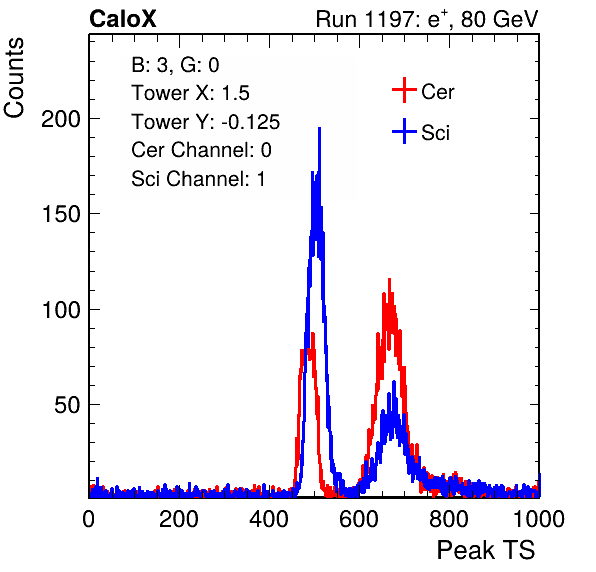 CaloX
Run 1197: e⁺, 80 GeV
Counts
B: 3, G: 0
Tower X: 1.5
Tower Y: -0.125
Cer Channel: 0
Sci Channel: 1
Cer
Sci
200
150
100
50
0 200 400 600 800 1000
Peak TS